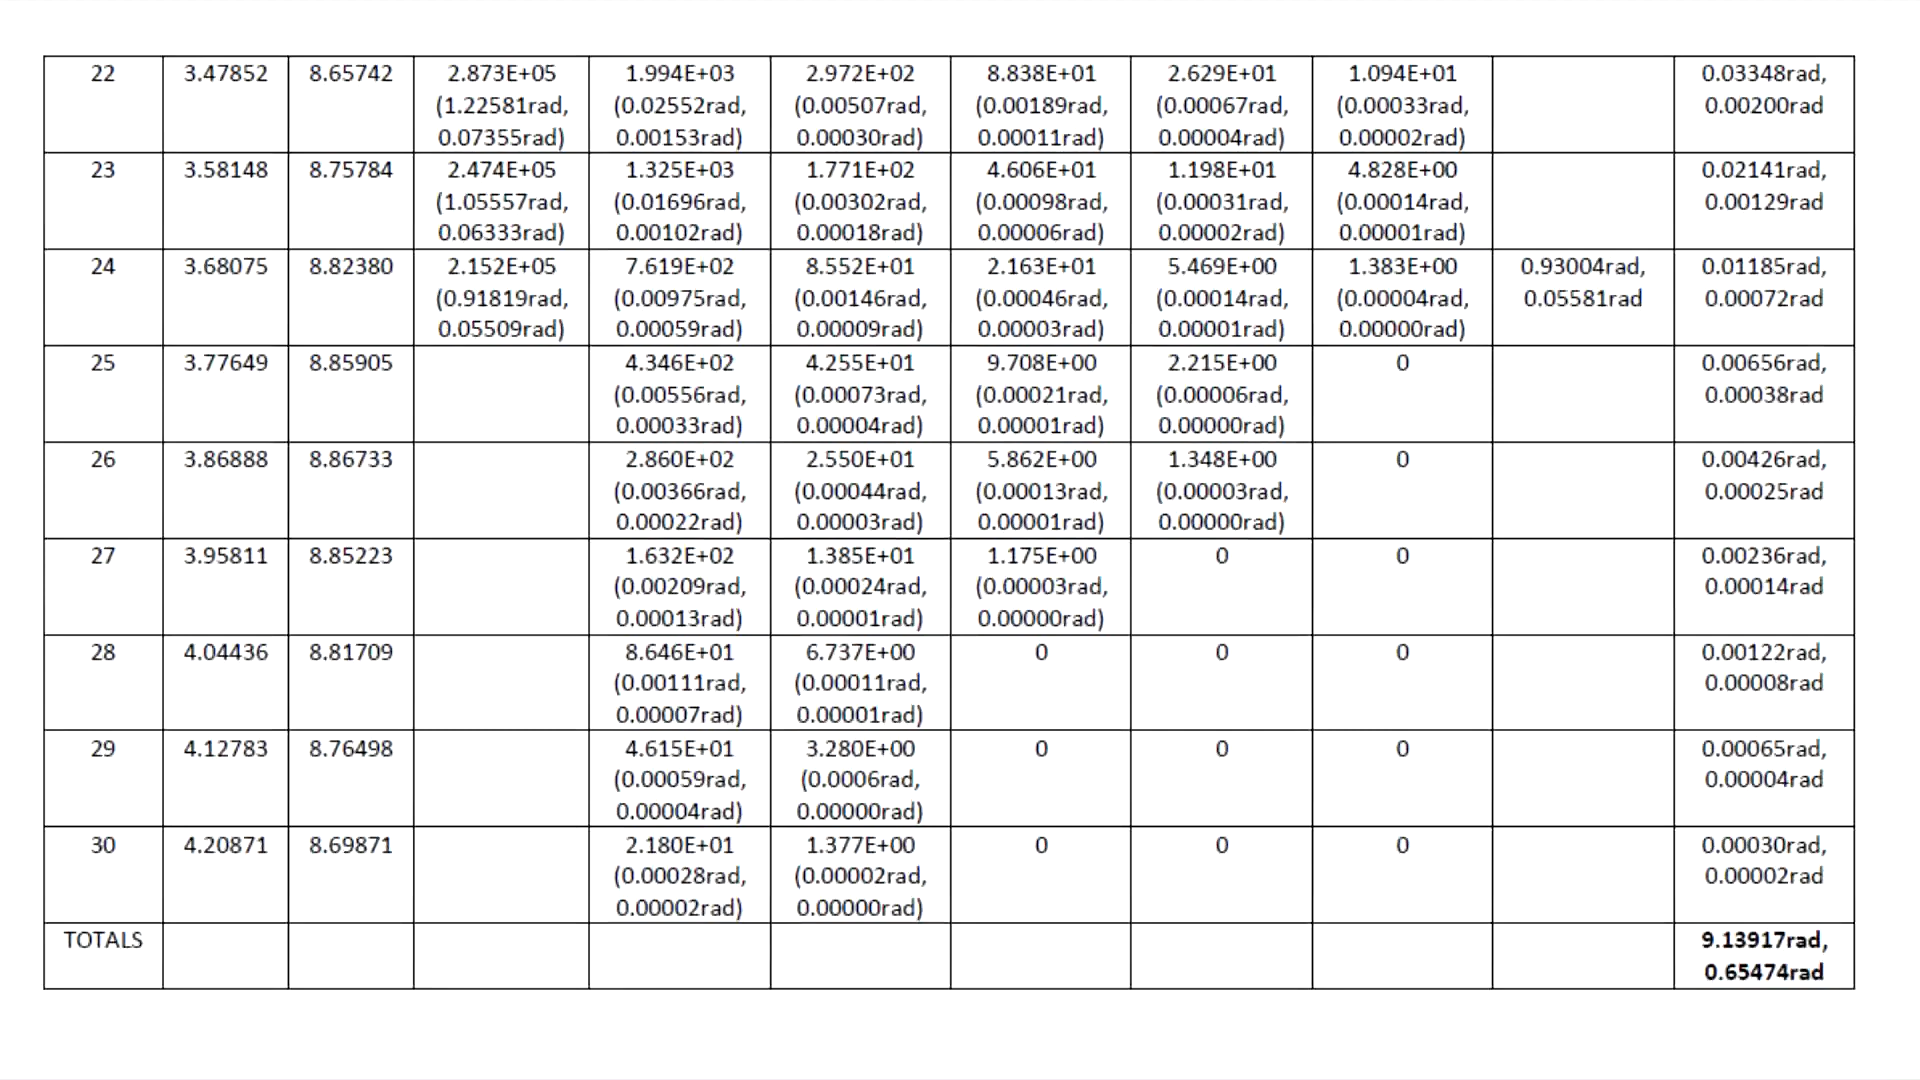 22 3.47852 8.65742 2.873E+05 1.994E+03 2.972E+02 8.838E+01 2.629E+01 1.094E+01 0.03348rad,
(1.22581rad, (0.02552rad, (0.00507rad, (0.00189rad, (0.00067rad, (0.00033rad, 0.00200rad
0.07355rad) 0.00153rad) 0.00030rad) 0.00011rad) 0.00004rad) 0.00002rad)
23 3.58148 8.75784 2.474E+05 1.325E+03 1.771E+02 4.606E+01 1.198E+01 4.828E+00 0.02141rad,
(1.05557rad, (0.01696rad, (0.00302rad, (0.00098rad, (0.00031rad, (0.00014rad, 0.00129rad
0.06333rad) 0.00102rad) 0.00018rad) 0.00006rad) 0.00002rad) 0.00001rad)
24 3.68075 8.82380 2.152E+05 7.619E+02 8.552E+01 2.163E+01 5.469E+00 1.383E+00 0.93004rad, 0.01185rad,
(0.91819rad, (0.00975rad, (0.00146rad, (0.00046rad, (0.00014rad, (0.00004rad, 0.05581rad 0.00072rad
0.05509rad) 0.00059rad) 0.00009rad) 0.00003rad) 0.00001rad) 0.00000rad)
25 3.77649 8.85905 4.346E+02 4.255E+01 9.708E+00 2.215E+00 0 0.00656rad,
(0.00556rad, (0.00073rad, (0.00021rad, (0.00006rad, 0.00038rad
0.00033rad) 0.00004rad) 0.00001rad) 0.00000rad)
26 3.86888 8.86733 2.860E+02 2.550E+01 5.862E+00 1.348E+00 0 0.00426rad,
(0.00366rad, (0.00044rad, (0.00013rad, (0.00003rad, 0.00025rad
0.00022rad) 0.00003rad) 0.00001rad) 0.00000rad)
27 3.95811 8.85223 1.632E+02 1.385E+01 1.175E+00 0 0 0.00236rad,
(0.00209rad, (0.00024rad, (0.00003rad, 0.00014rad
0.00013rad) 0.00001rad) 0.00000rad)
28 4.04436 8.81709 8.646E+01 6.737E+00 0 0 0 0.00122rad,
(0.00111rad, (0.00011rad, 0.00008rad
0.00007rad) 0.00001rad)
29 4.12783 8.76498 4.615E+01 3.280E+00 0 0 0 0.00065rad,
(0.00059rad, (0.0006rad, 0.00004rad
0.00004rad) 0.00000rad)
30 4.20871 8.69871 2.180E+01 1.377E+00 0 0 0 0.00030rad,
(0.00028rad, (0.00002rad, 0.00002rad
0.00002rad) 0.00000rad)
TOTALS 9.13917rad,
0.65474rad